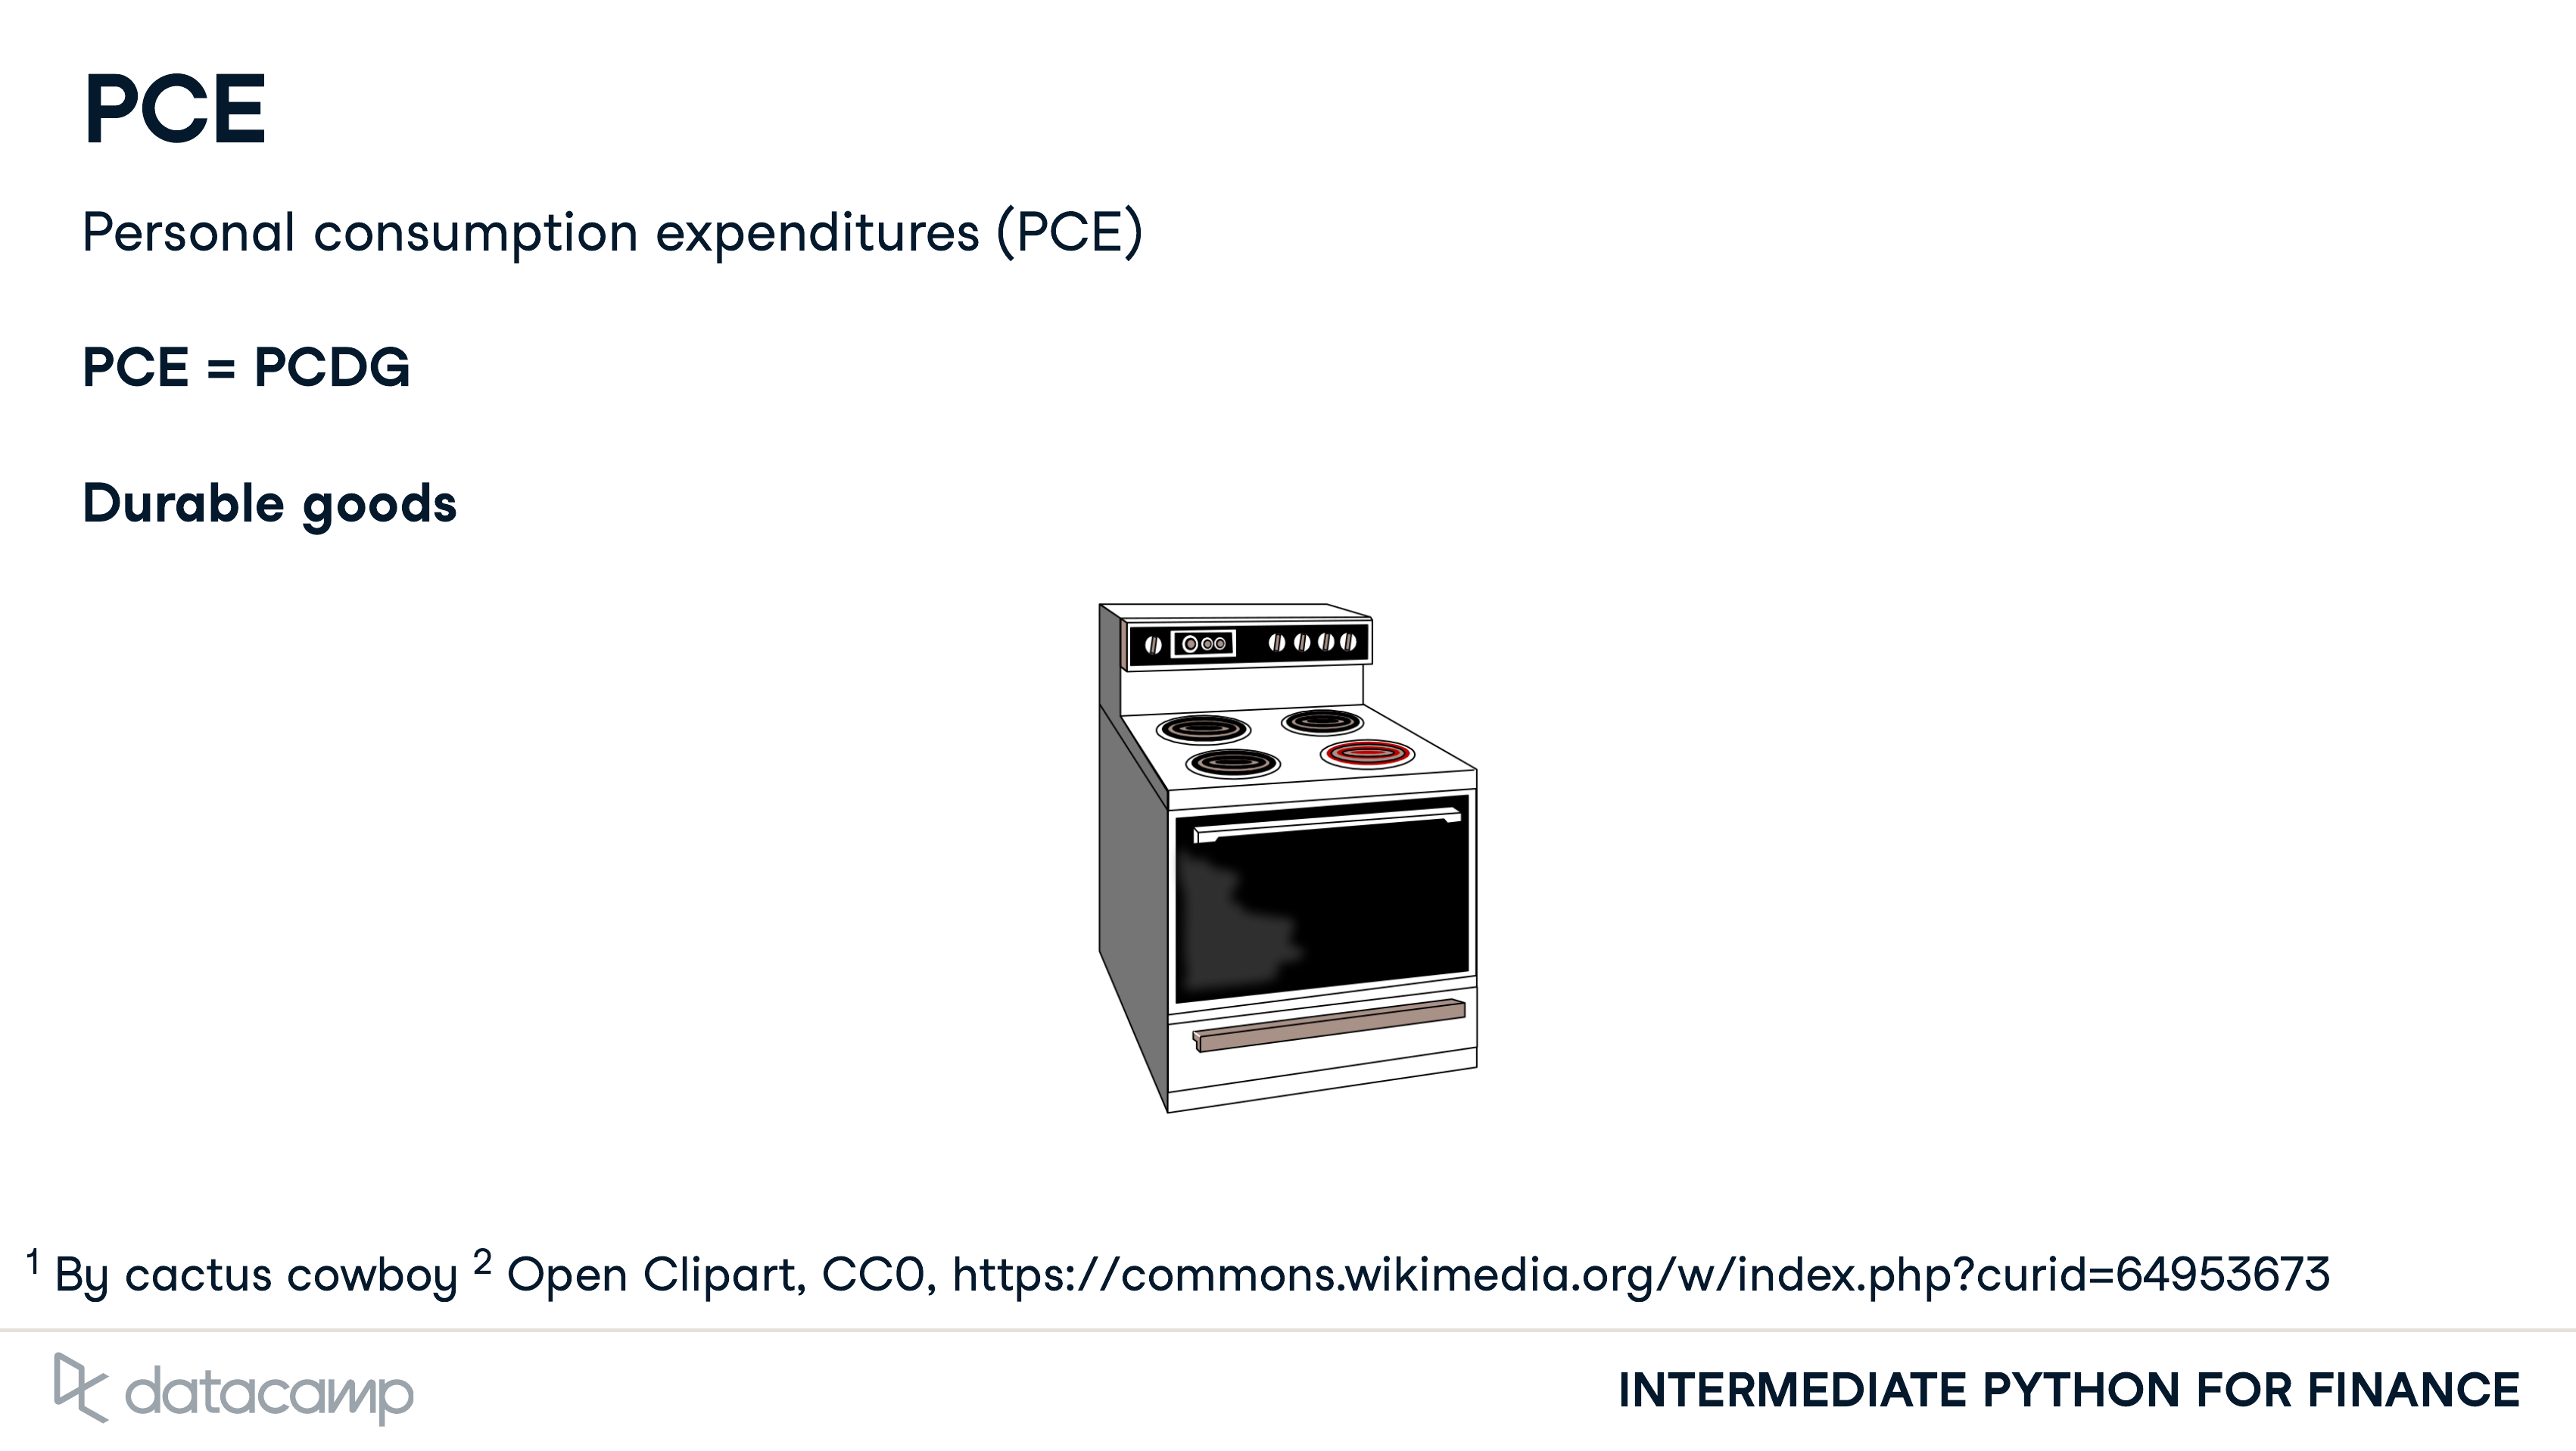 PCE
Personal consumption expenditures (PCE)
PCE = PCDG
Durable goods
1 By cactus cowboy 2 Open Clipart, CC0, https://commons.wikimedia.org/w/index.php?curid=64953673
datacamp
INTERMEDIATE PYTHON FOR FINANCE